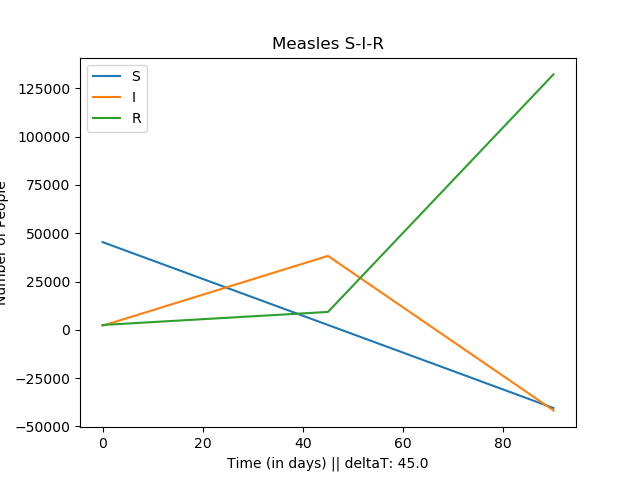 Measles S-I-R
S
I
R
Number of People
125000
100000
75000
50000
25000
0
−25000
−50000
0 20 40 60 80
Time (in days) || deltaT: 45.0